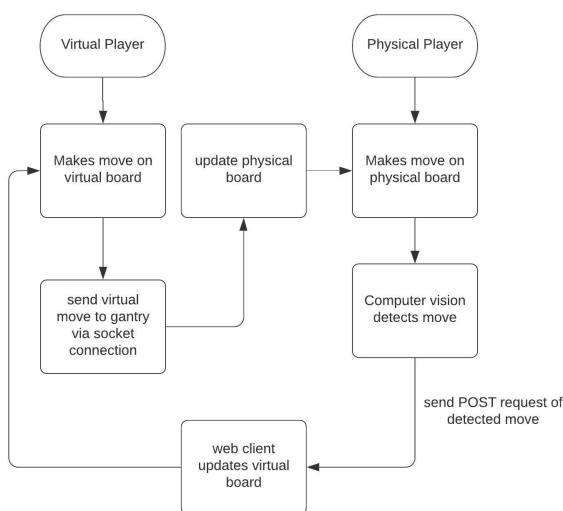 Virtual Player
Physical Player
Makes move on
virtual board
update physical
board
Makes move on
physical board
send virtual
move to gantry
via socket
connection
Computer vision
detects move
send POST request of
detected move
web client
updates virtual
board